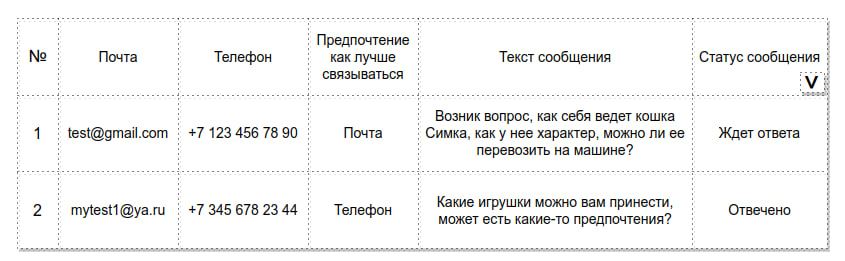 №
Почта
Телефон
Предпочтение
как лучше
связываться
Текст сообщения
Статус сообщения
V
1
test@gmail.com
+7 123 456 78 90
Почта
Возник вопрос, как себя ведет кошка
Симка, как у нее характер, можно ли ее
перевозить на машине?
Ждет ответа
2
mytest1@ya.ru
+7 345 678 23 44
Телефон
Какие игрушки можно вам принести,
может есть какие-то предпочтения?
Отвечено